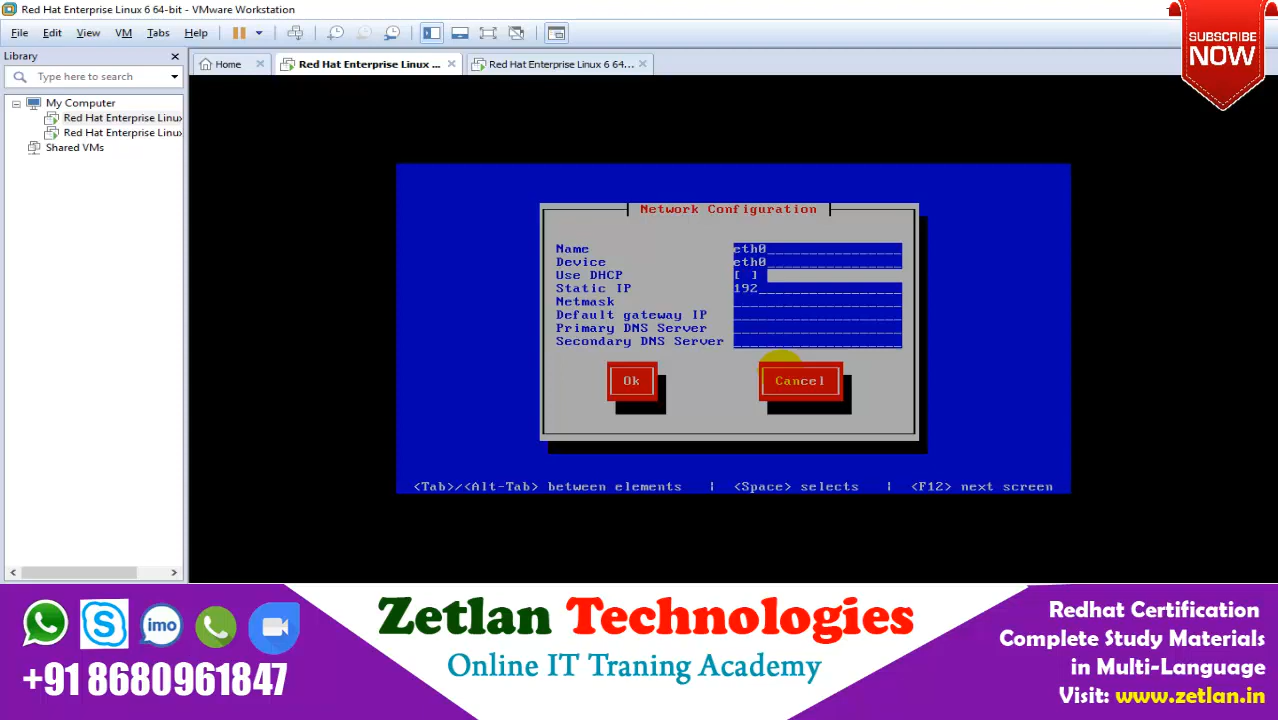 Red Hat Enterprise Linux 6 64-bit - VMware Workstation
File Edit View VM Tabs Help
Library
Type here to search
My Computer
Red Hat Enterprise Linu
Red Hat Enterprise Linu
Shared VMs
Home
Red Hat Enterprise Linux ...
Red Hat Enterprise Linux 6 64...
SUBSCRIBE
NOW
Network Configuration
Name eth0
Device eth0
Use DHCP [ ]
Static IP 192
Netmask
Default gateway IP
Primary DNS Server
Secondary DNS Server
Ok Cancel
<Tab>/<Alt-Tab> between elements | <Space> selects | <F12> next screen
imo
+91 8680961847
Zetlan Technologies
Online IT Traning Academy
Redhat Certification
Complete Study Materials
in Multi-Language
Visit: www.zetlan.in